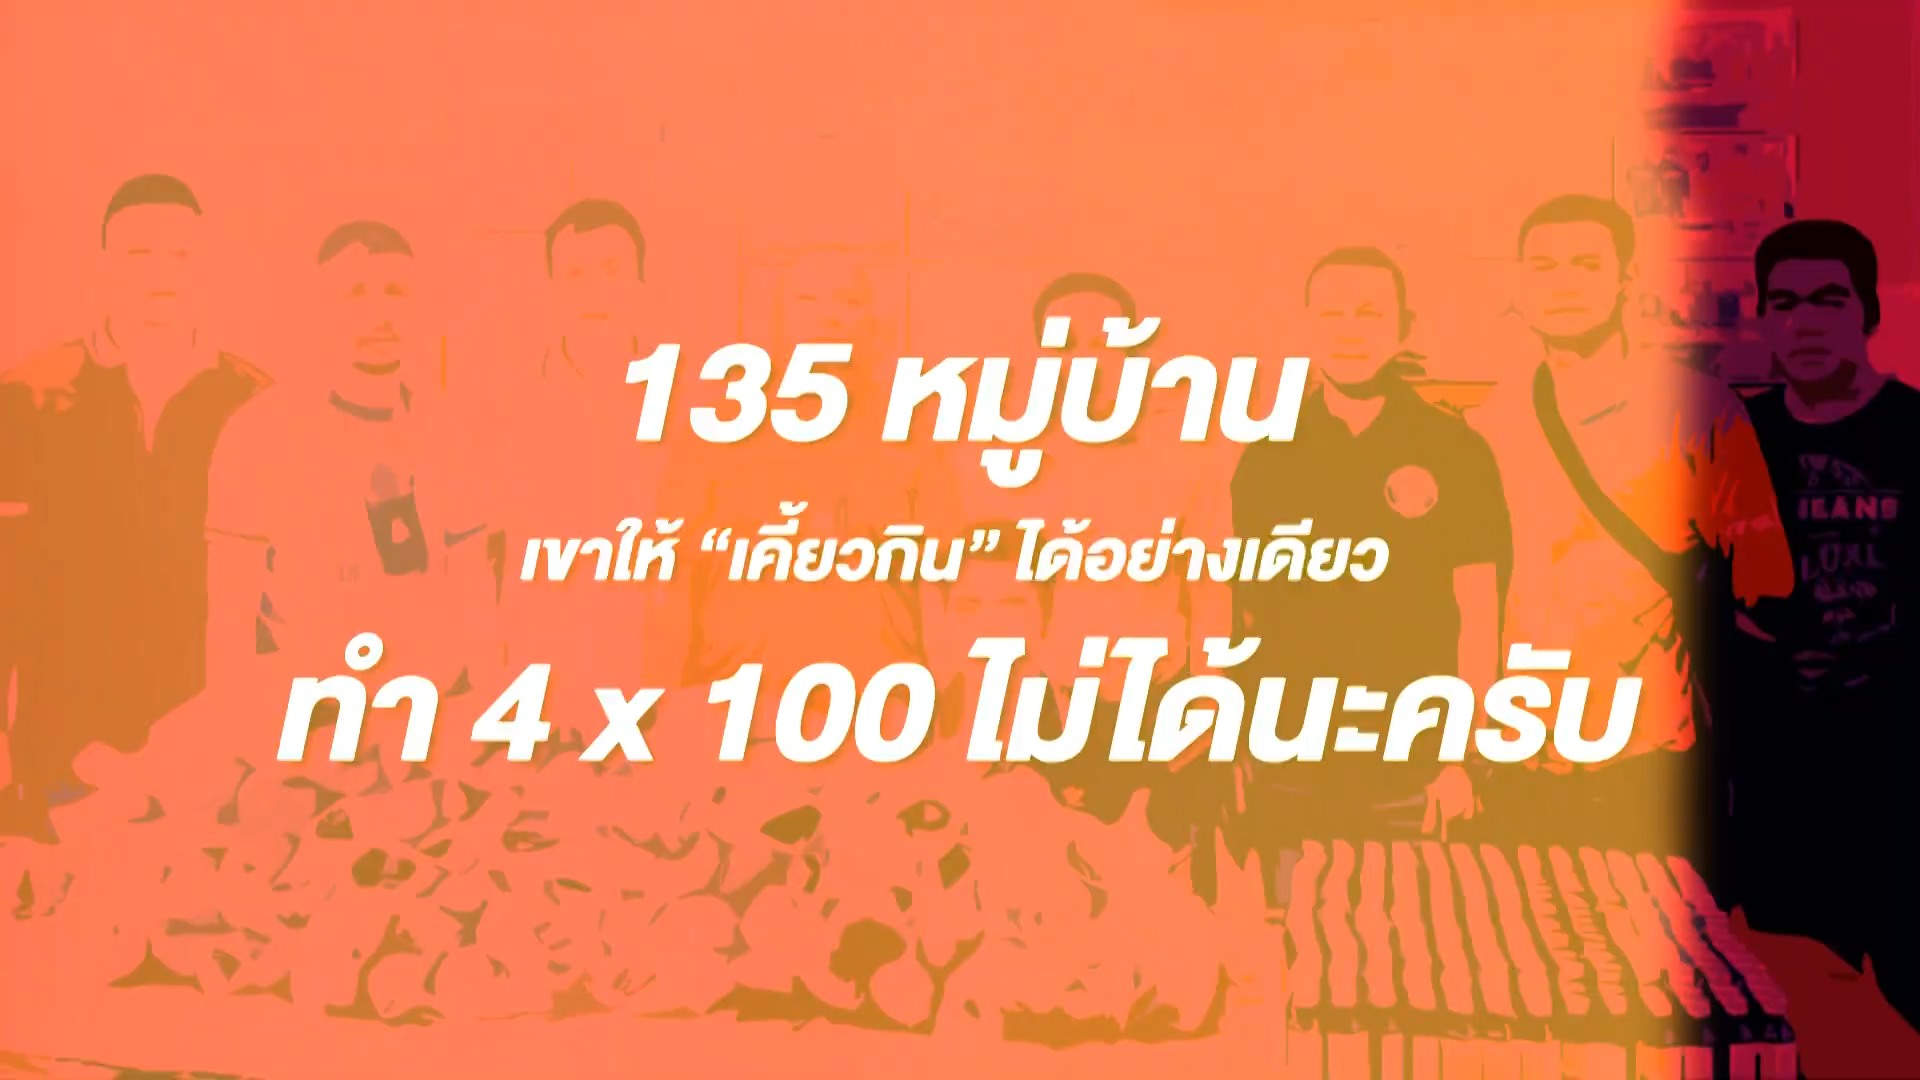 135 หมู่บ้าน
เขาให้ “เคี้ยวกิน” ได้อย่างเดียว
ทำ 4 x 100 ไม่ได้นะครับ
JEANS